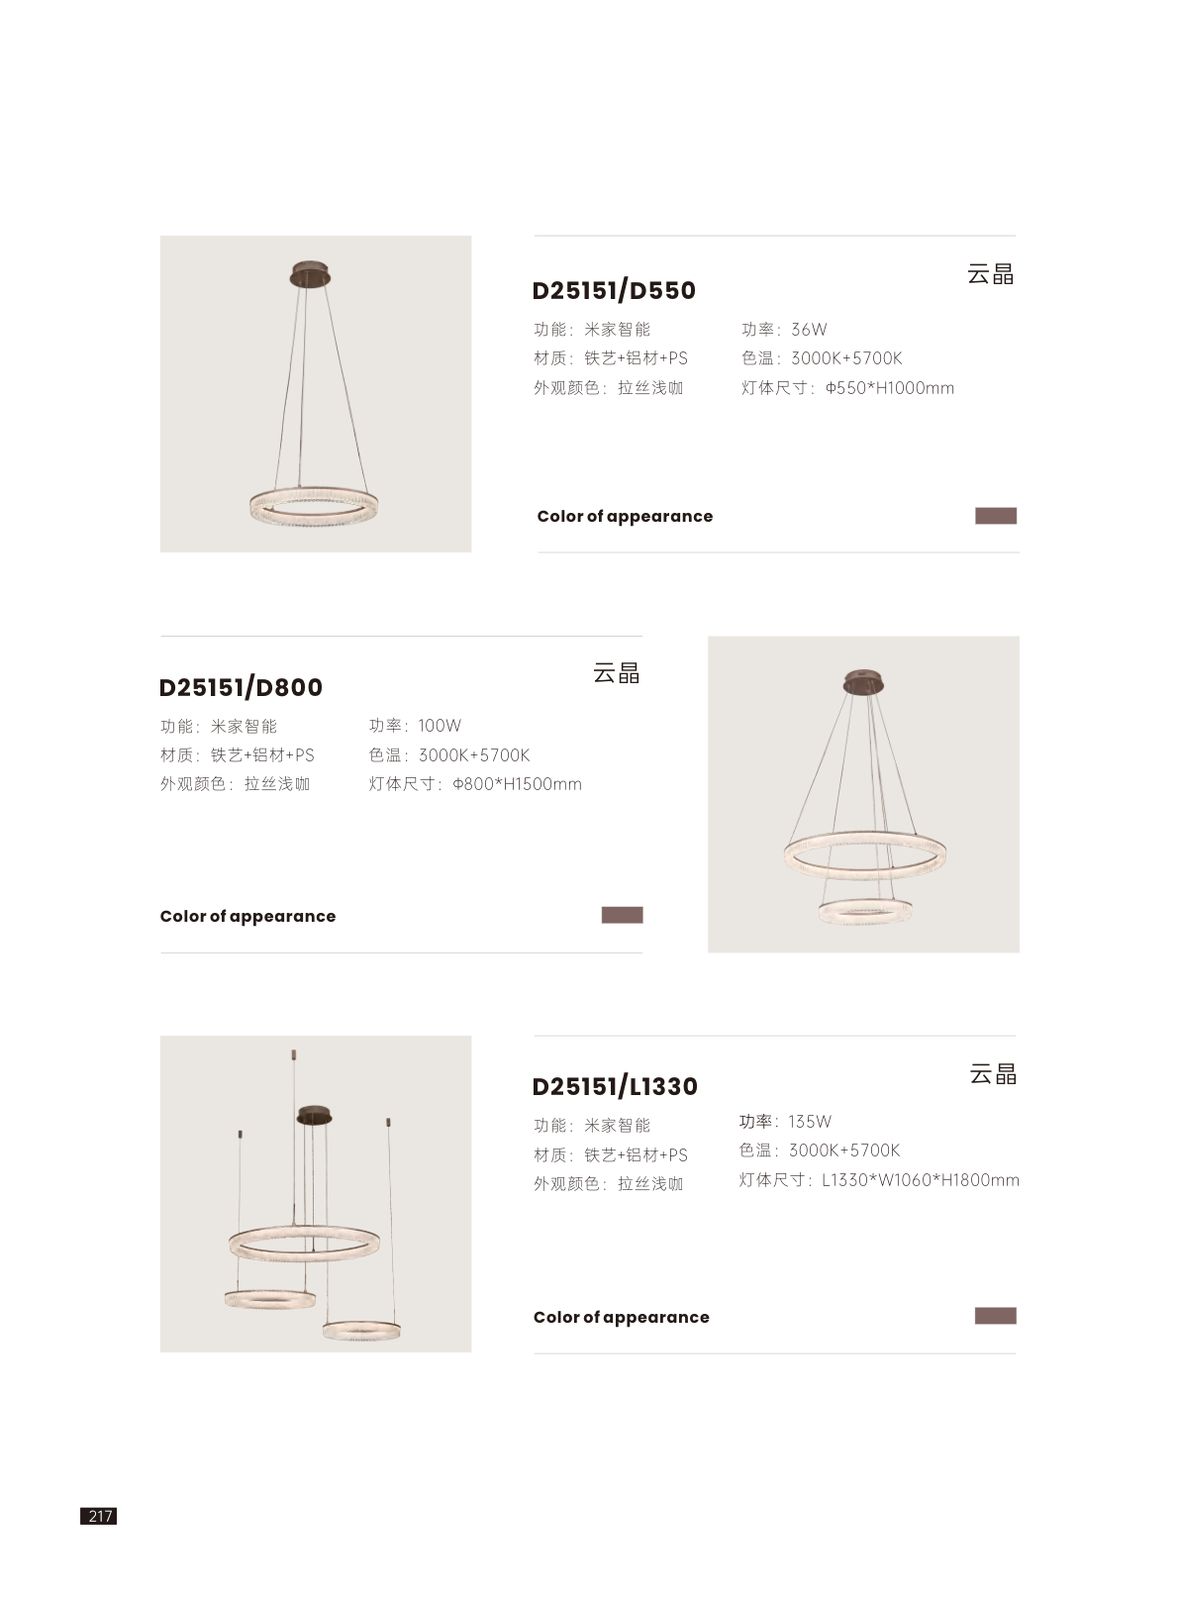 云晶
D25151/D550
功能：米家智能
材质：铁艺+铝材+PS
外观颜色：拉丝浅咖
功率：36W
色温：3000K+5700K
灯体尺寸：Φ550*H1000mm
Color of appearance
云晶
D25151/D800
功能：米家智能
材质：铁艺+铝材+PS
外观颜色：拉丝浅咖
功率：100W
色温：3000K+5700K
灯体尺寸：Φ800*H1500mm
Color of appearance
云晶
D25151/L1330
功能：米家智能
材质：铁艺+铝材+PS
外观颜色：拉丝浅咖
功率：135W
色温：3000K+5700K
灯体尺寸：L1330*W1060*H1800mm
Color of appearance
217